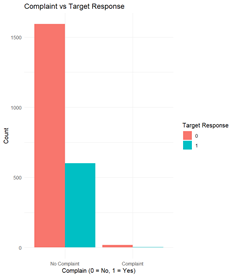 Complaint vs Target Response
Count
1500
1000
500
0
No Complaint
Complaint
Complain (0 = No, 1 = Yes)
Target Response
0
1